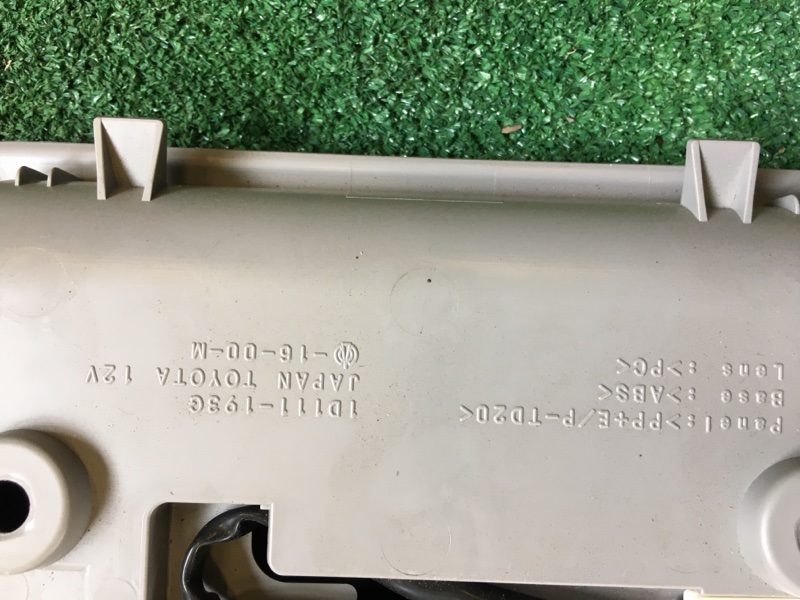 Panel:>PP+E/P-TD20<
Base :>ABS<
Lens :>PC<
1D111-193G
JAPAN TOYOTA 12V
-16-00-M